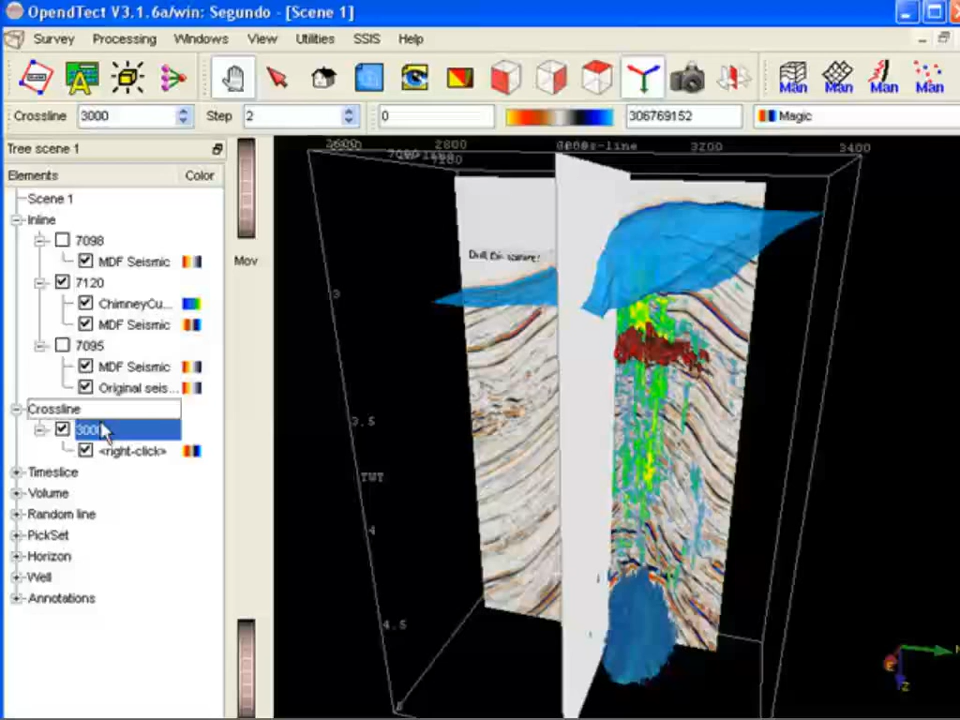 OpendTect V3.1.6a/win: Segundo - [Scene 1]
Survey Processing Windows View Utilities SSIS Help
Man Man Man Man
Crossline 3000 Step 2 0 306769152 Magic
Tree scene 1
Elements Color
Scene 1
Inline
7098
MDF Seismic
7120
ChimneyCu...
MDF Seismic
7095
MDF Seismic
Original seis...
Crossline
3000
<right-click>
Timeslice
Volume
Random line
PickSet
Horizon
Well
Annotations
Mov
2800
3200
3400
3
3.5
TWT
4
4.5
Z